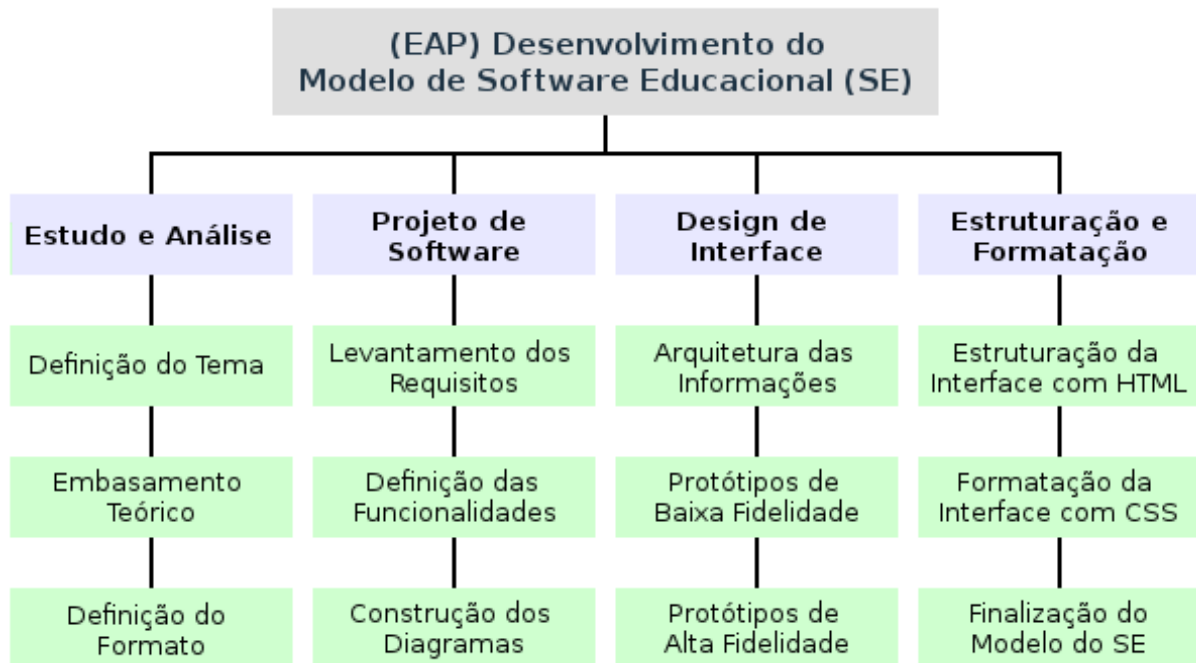 (EAP) Desenvolvimento do
Modelo de Software Educacional (SE)
Estudo e Análise
Definição do Tema
Embasamento
Teórico
Definição do
Formato
Projeto de
Software
Levantamento dos
Requisitos
Definição das
Funcionalidades
Construção dos
Diagramas
Design de
Interface
Arquitetura das
Informações
Protótipos de
Baixa Fidelidade
Protótipos de
Alta Fidelidade
Estruturação e
Formatação
Estruturação da
Interface com HTML
Formatação da
Interface com CSS
Finalização do
Modelo do SE